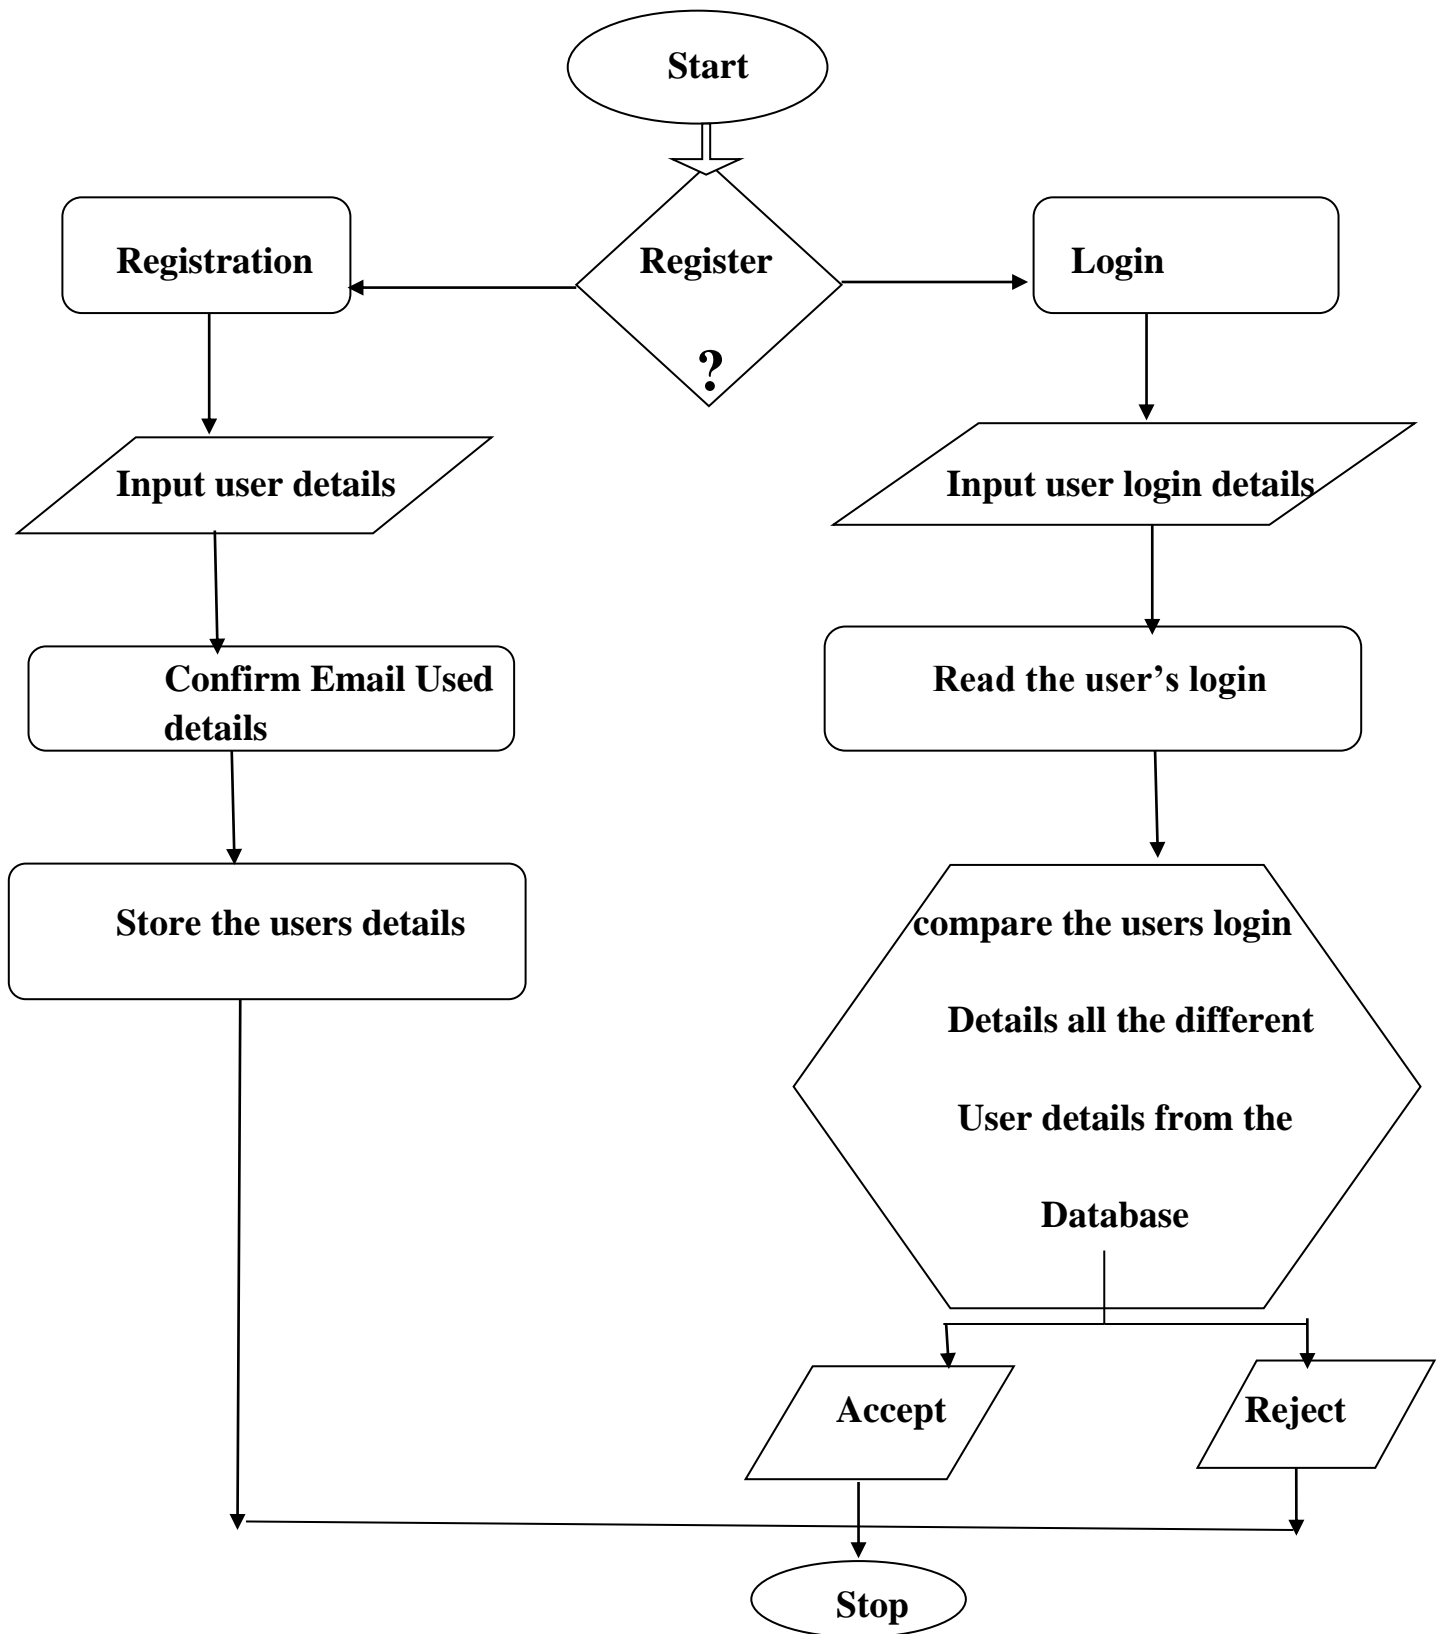 Start
Registration
Register
?
Login
Input user details
Input user login details
Confirm Email Used
details
Read the user’s login
Store the users details
compare the users login
Details all the different
User details from the
Database
Accept
Reject
Stop